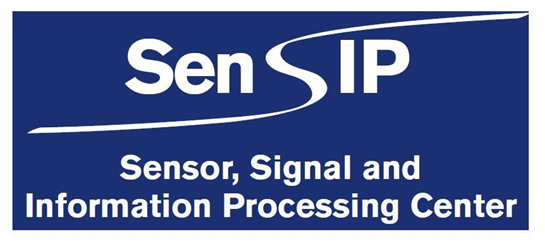 SenSIP
Sensor, Signal and
Information Processing Center